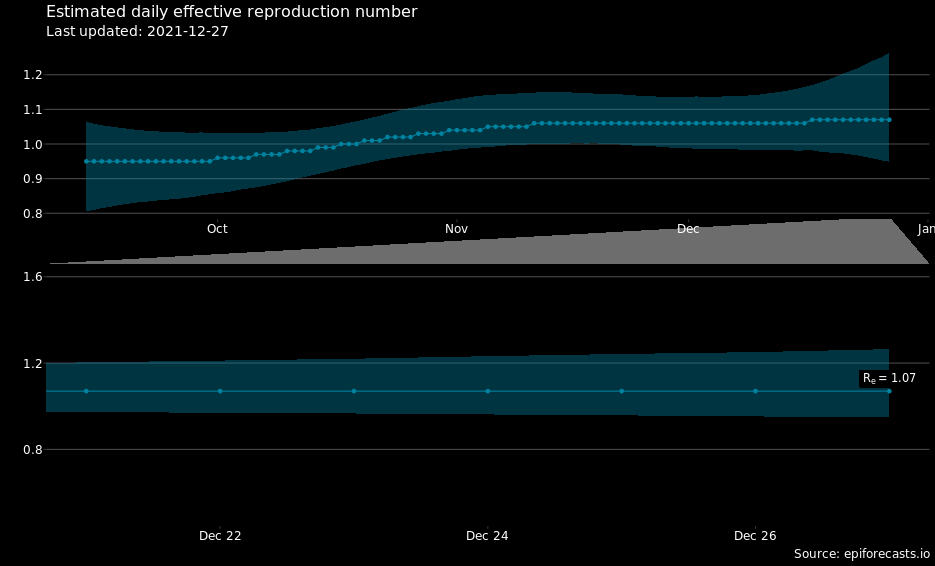 Estimated daily effective reproduction number
Last updated: 2021-12-27
1.2
1.1
1.0
0.9
0.8
Oct Nov Dec Jan
1.6
1.2
0.8
Re = 1.07
Dec 22 Dec 24 Dec 26
Source: epiforecasts.io